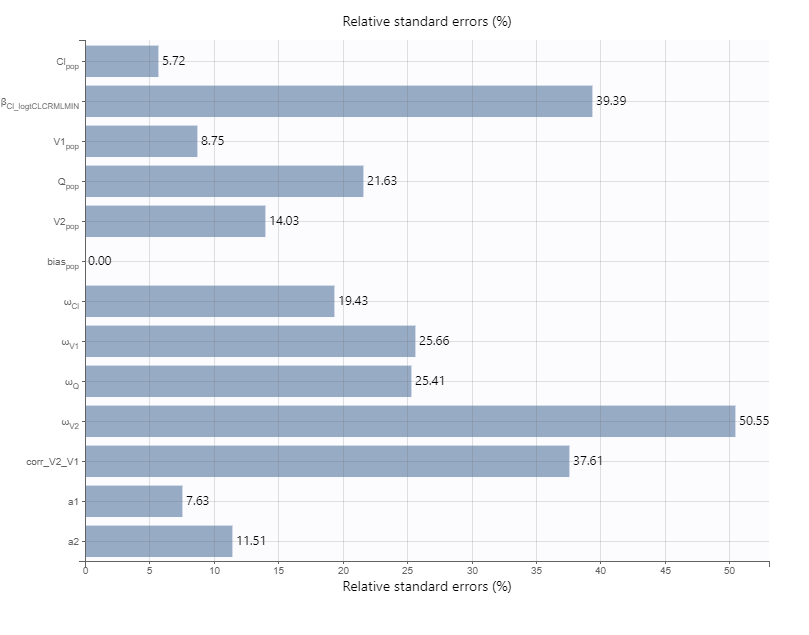 Relative standard errors (%)
Cl_pop 5.72
β_Cl_logtCLCRMLMIN 39.39
V1_pop 8.75
Q_pop 21.63
V2_pop 14.03
bias_pop 0.00
ω_Cl 19.43
ω_V1 25.66
ω_Q 25.41
ω_V2 50.55
corr_V2_V1 37.61
a1 7.63
a2 11.51
0 5 10 15 20 25 30 35 40 45 50
Relative standard errors (%)